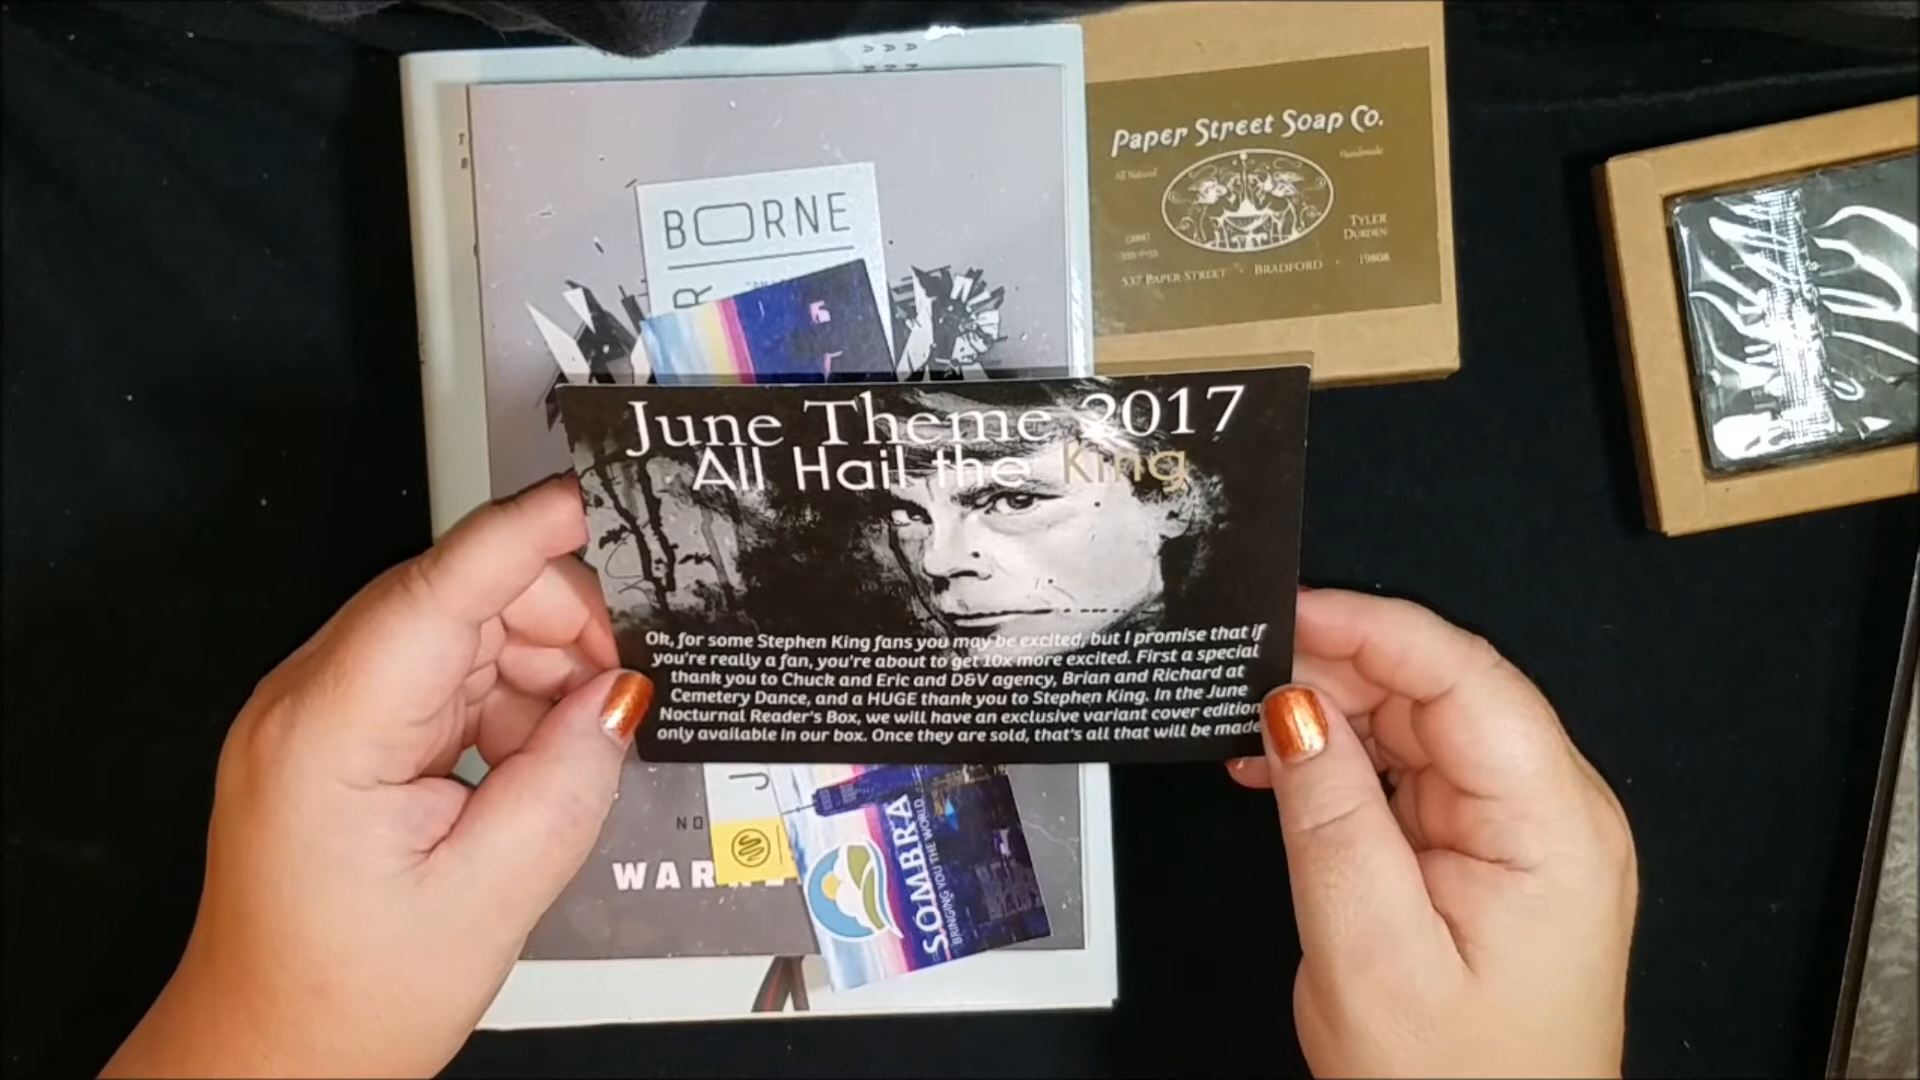 BORNE
Paper Street Soap Co.
All Natural
Handmade
TYLER
DURDEN
537 PAPER STREET · BRADFORD · 19808
June Theme 2017
All Hail the King
Ok, for some Stephen King fans you may be excited, but I promise that if
you're really a fan, you're about to get 10x more excited. First a special
thank you to Chuck and Eric and D&V agency, Brian and Richard at
Cemetery Dance, and a HUGE thank you to Stephen King. In the June
Nocturnal Reader's Box, we will have an exclusive variant cover edition
only available in our box. Once they are sold, that's all that will be made
NO
WAR
SOMBRA
BRINGING YOU THE WORLD